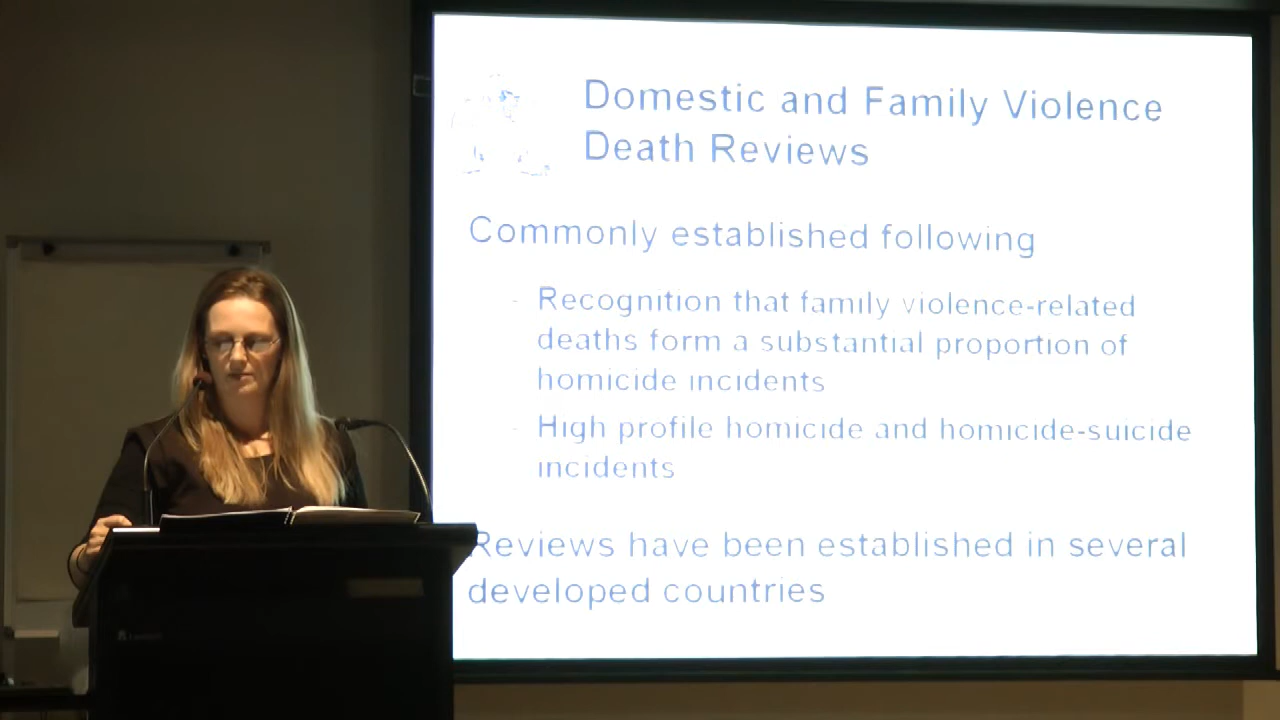 Domestic and Family Violence
Death Reviews
Commonly established following
- Recognition that family violence-related
deaths form a substantial proportion of
homicide incidents
- High profile homicide and homicide-suicide
incidents
Reviews have been established in several
developed countries